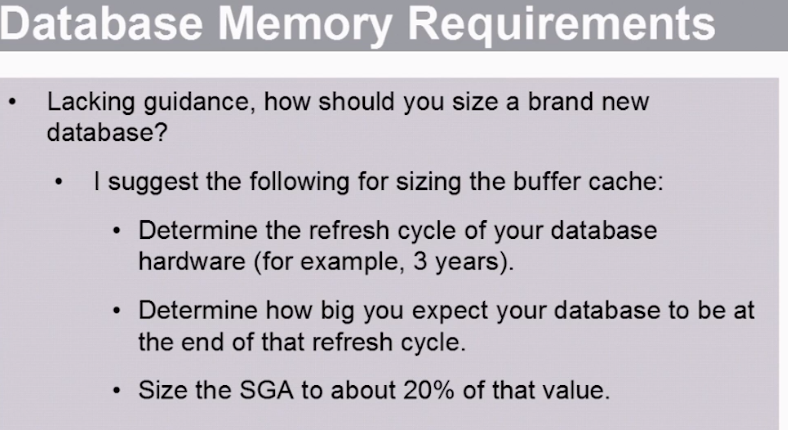 Database Memory Requirements
• Lacking guidance, how should you size a brand new
database?
• I suggest the following for sizing the buffer cache:
• Determine the refresh cycle of your database
hardware (for example, 3 years).
• Determine how big you expect your database to be at
the end of that refresh cycle.
• Size the SGA to about 20% of that value.